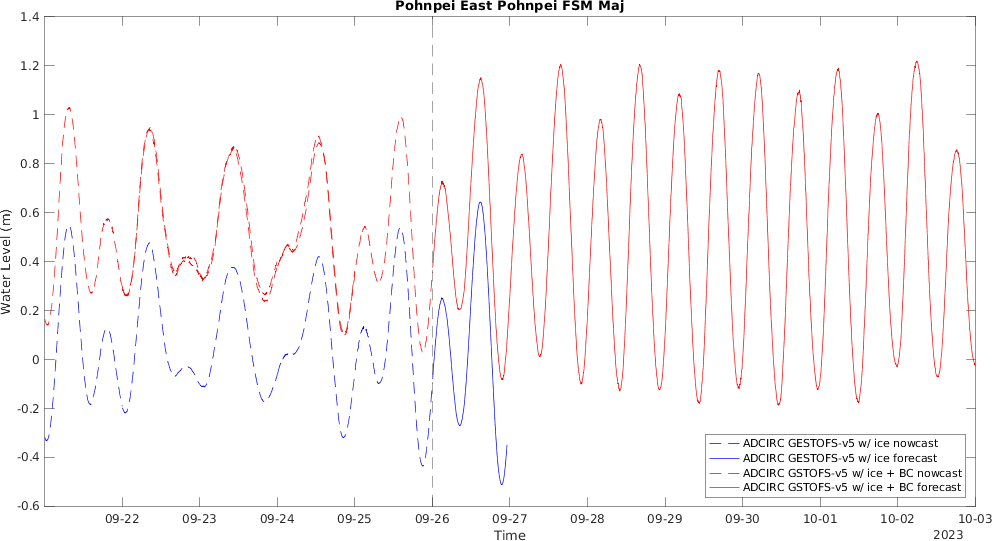 Pohnpei East Pohnpei FSM Maj
1.4
1.2
1
0.8
0.6
0.4
0.2
0
-0.2
-0.4
-0.6
Water Level (m)
09-22 09-23 09-24 09-25 09-26 09-27 09-28 09-29 09-30 10-01 10-02 10-03
Time
2023
ADCIRC GESTOFS-v5 w/ ice nowcast
ADCIRC GESTOFS-v5 w/ ice forecast
ADCIRC GSTOFS-v5 w/ ice + BC nowcast
ADCIRC GSTOFS-v5 w/ ice + BC forecast